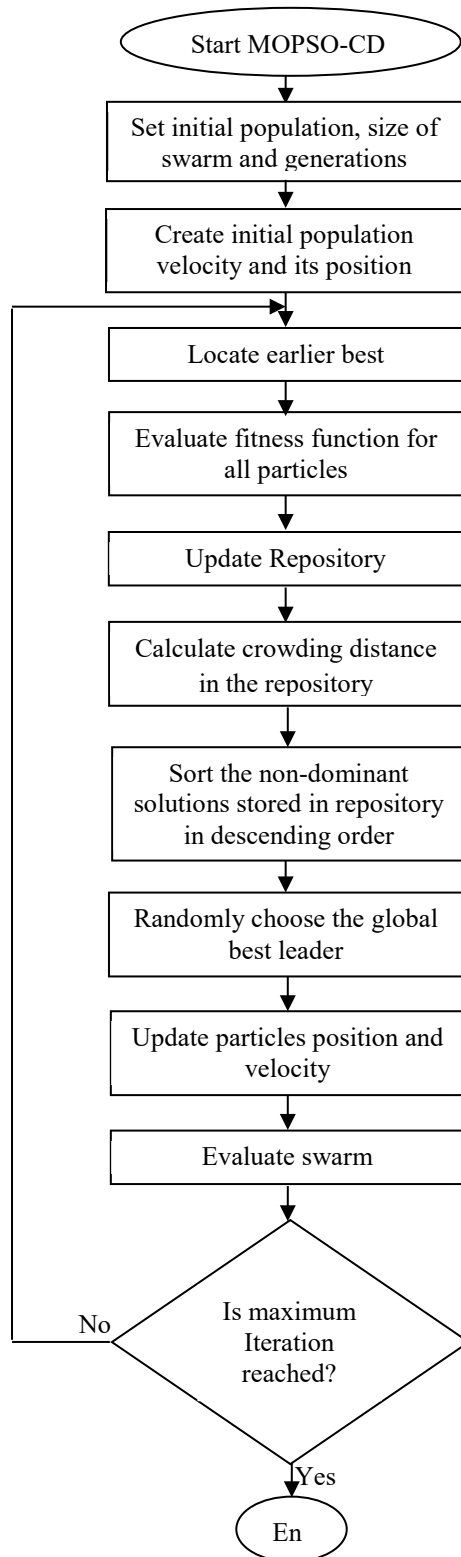 Start MOPSO-CD
Set initial population, size of
swarm and generations
Create initial population
velocity and its position
Locate earlier best
Evaluate fitness function for
all particles
Update Repository
Calculate crowding distance
in the repository
Sort the non-dominant
solutions stored in repository
in descending order
Randomly choose the global
best leader
Update particles position and
velocity
Evaluate swarm
Is maximum
Iteration
reached?
No
Yes
En